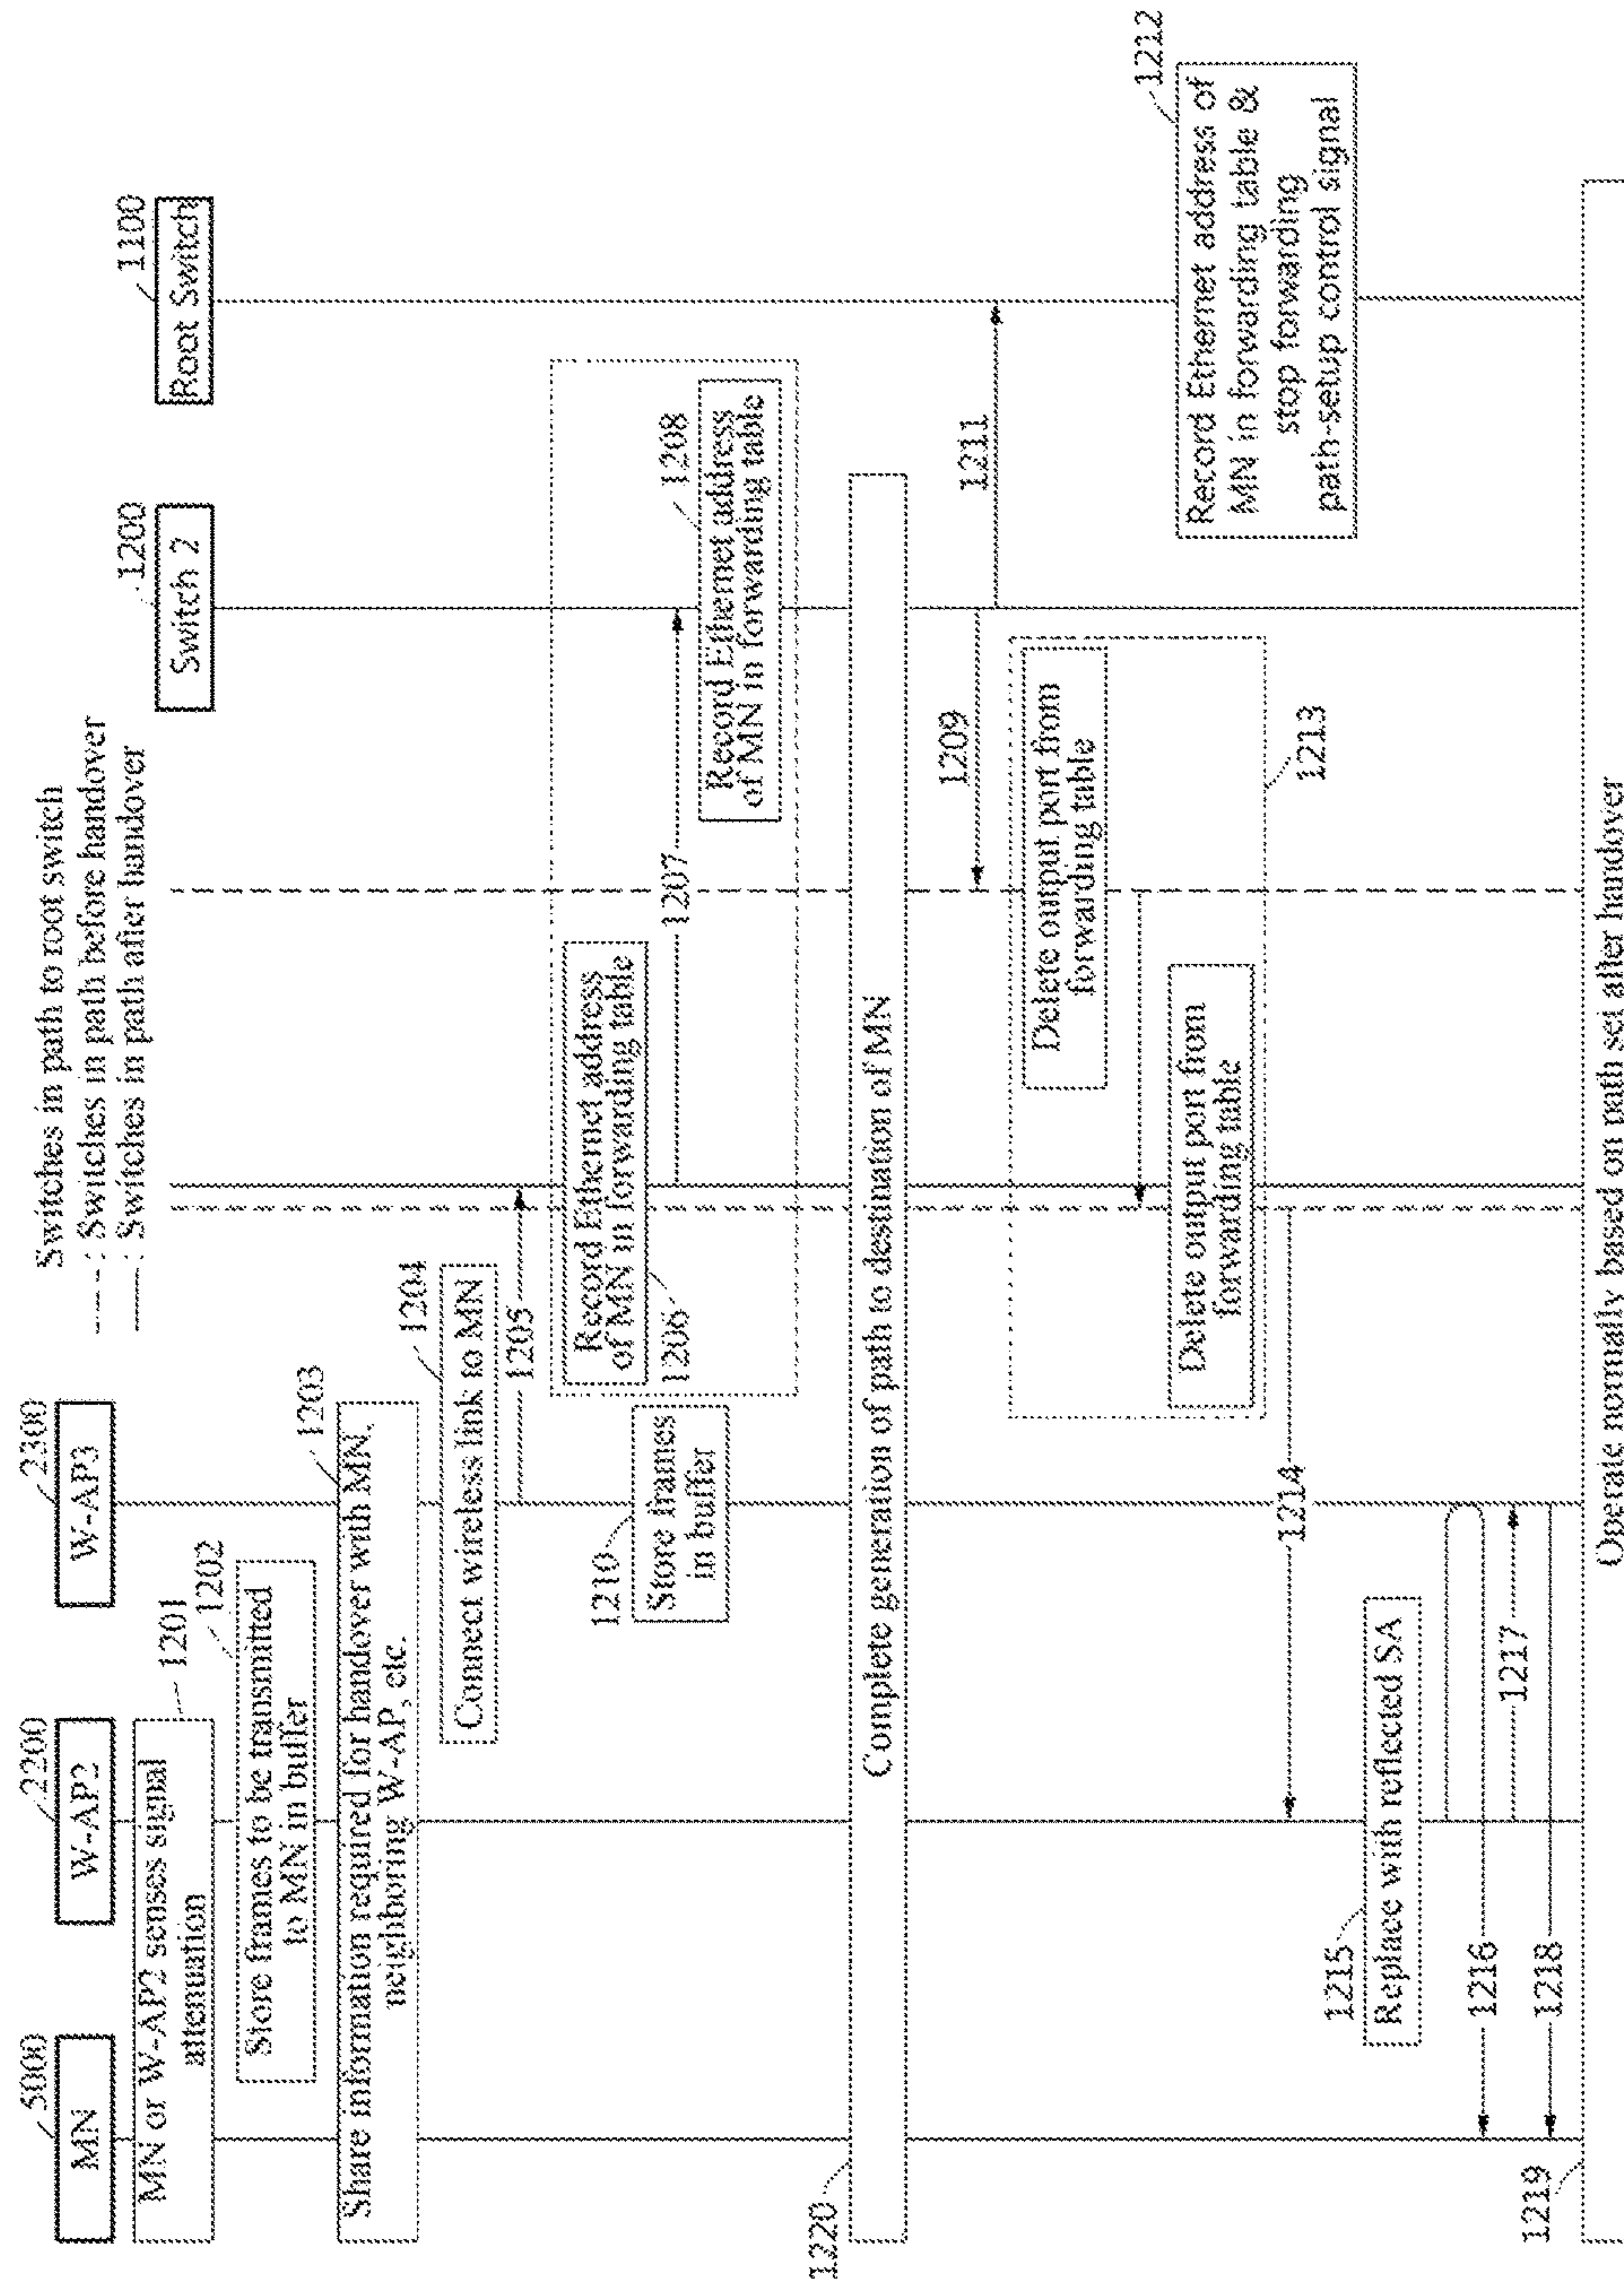 5000
MN
2200
W-AP2
2300
W-AP3
Switches in path to root switch
: Switches in path before handover
: Switches in path after handover
1200
Switch 2
1100
Root Switch
1201
MN or W-AP2 senses signal
attenuation
1202
Store frames to be transmitted
to MN in buffer
1203
Share information required for handover with MN,
neighboring W-AP, etc.
1204
Connect wireless link to MN
1205
Record Ethernet address
of MN in forwarding table
1206
1207
1208
Record Ethernet address
of MN in forwarding table
1210
Store frames
in buffer
1220
Complete generation of path to destination of MN
1209
1211
Delete output port from
forwarding table
Delete output port from
forwarding table
1213
1212
Record Ethernet address of
MN in forwarding table &
stop forwarding
path-setup control signal
1214
1215
Replace with reflected SA
1216
1217
1218
1219
Operate normally based on path set after handover